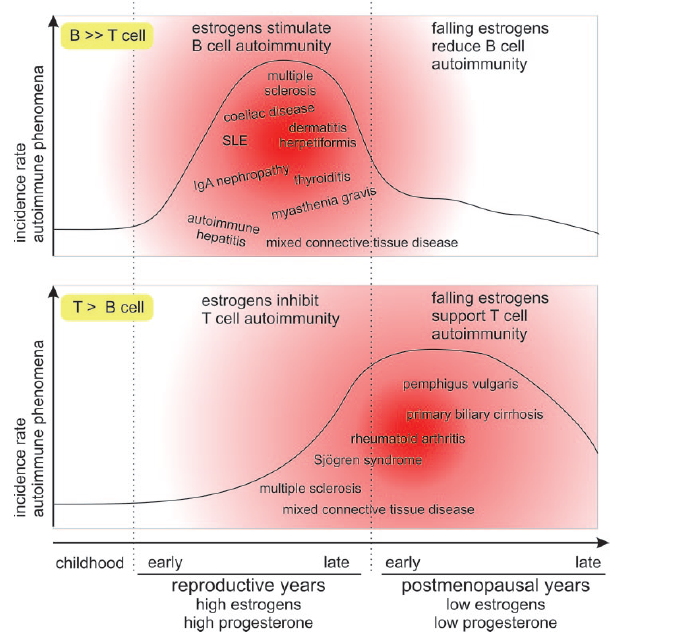 B >> T cell
estrogens stimulate
B cell autoimmunity
falling estrogens
reduce B cell
autoimmunity
incidence rate
autoimmune phenomena
multiple
sclerosis
coeliac disease
dermatitis
herpetiformis
SLE
IgA nephropathy
thyroiditis
myasthenia gravis
autoimmune
hepatitis
mixed connective tissue disease
T > B cell
estrogens inhibit
T cell autoimmunity
falling estrogens
support T cell
autoimmunity
incidence rate
autoimmune phenomena
pemphigus vulgaris
primary biliary cirrhosis
rheumatoid arthritis
Sjögren syndrome
multiple sclerosis
mixed connective tissue disease
childhood
early
late
early
late
reproductive years
high estrogens
high progesterone
postmenopausal years
low estrogens
low progesterone